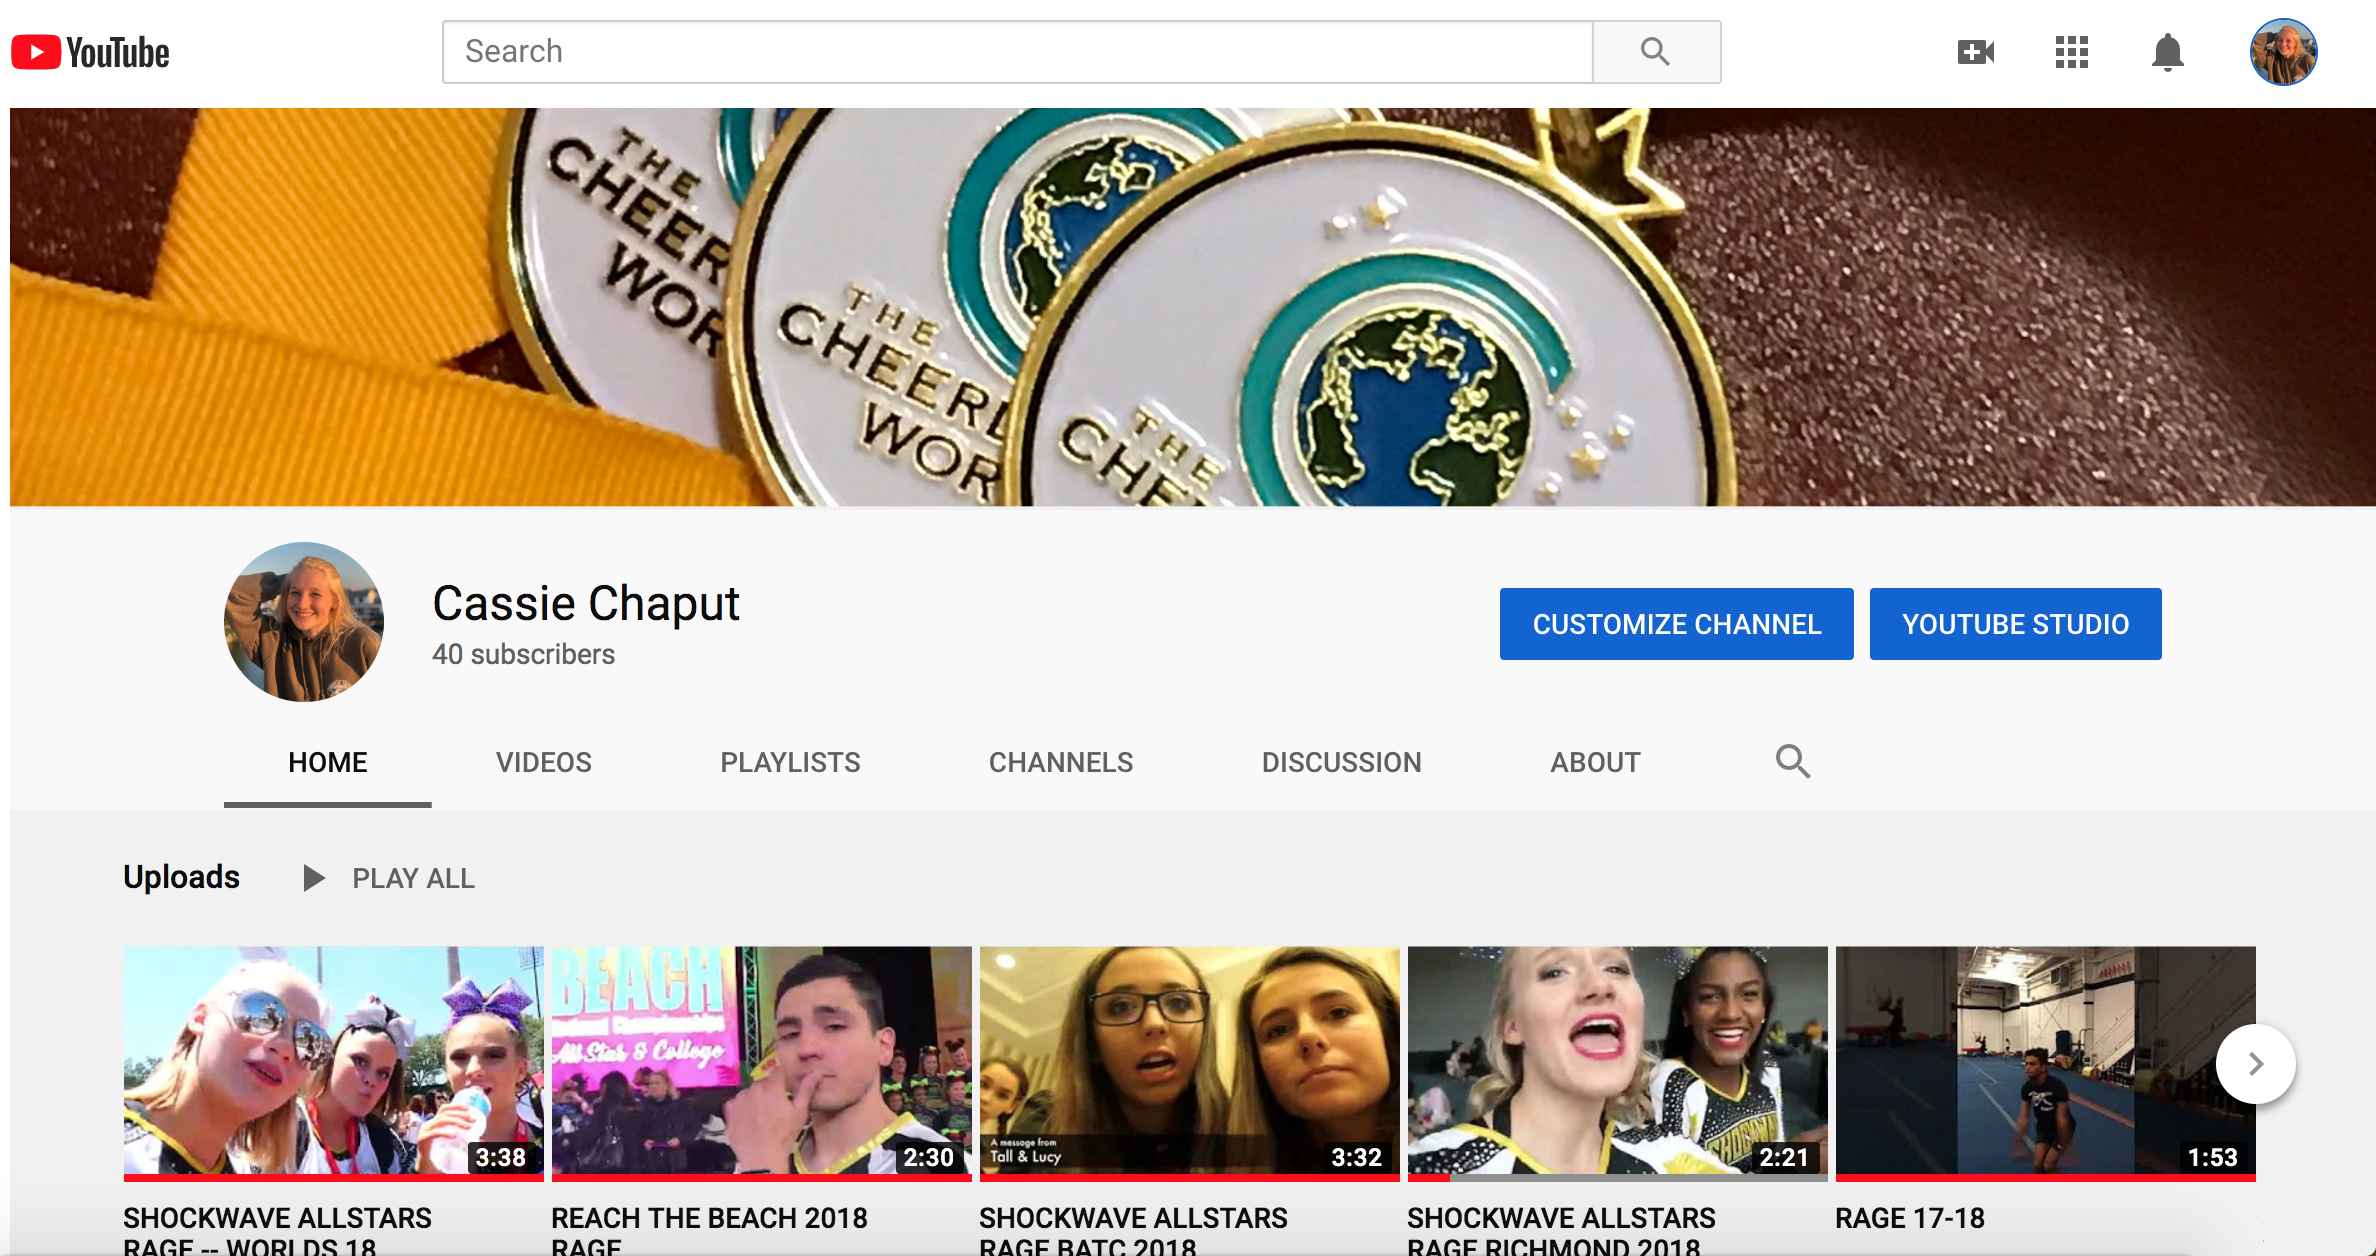 YouTube
Search
THE
CHEER
WOR
THE
CHEERL
WOR
THE
CHE
Cassie Chaput
40 subscribers
CUSTOMIZE CHANNEL
YOUTUBE STUDIO
HOME
VIDEOS
PLAYLISTS
CHANNELS
DISCUSSION
ABOUT
Uploads
PLAY ALL
3:38
BEACH
All Star & College
2:30
A message from
Tall & Lucy
3:32
2:21
1:53
SHOCKWAVE ALLSTARS
RAGE -- WORLDS 18
REACH THE BEACH 2018
RAGE
SHOCKWAVE ALLSTARS
RAGE BATC 2018
SHOCKWAVE ALLSTARS
RAGE RICHMOND 2018
RAGE 17-18